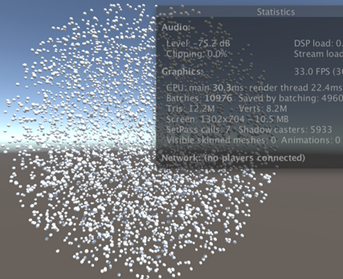 Statistics
Audio:
Level: -75.2 dB DSP load: 0.
Clipping: 0.0% Stream load
Graphics: 33.0 FPS (30
CPU: main 30.3ms render thread 22.4ms
Batches: 10976 Saved by batching: 4960
Tris: 12.2M Verts: 8.2M
Screen: 1302x204 - 10.5 MB
SetPass calls: 7 Shadow casters: 5933
Visible skinned meshes: 0 Animations: 0
Network: (no players connected)